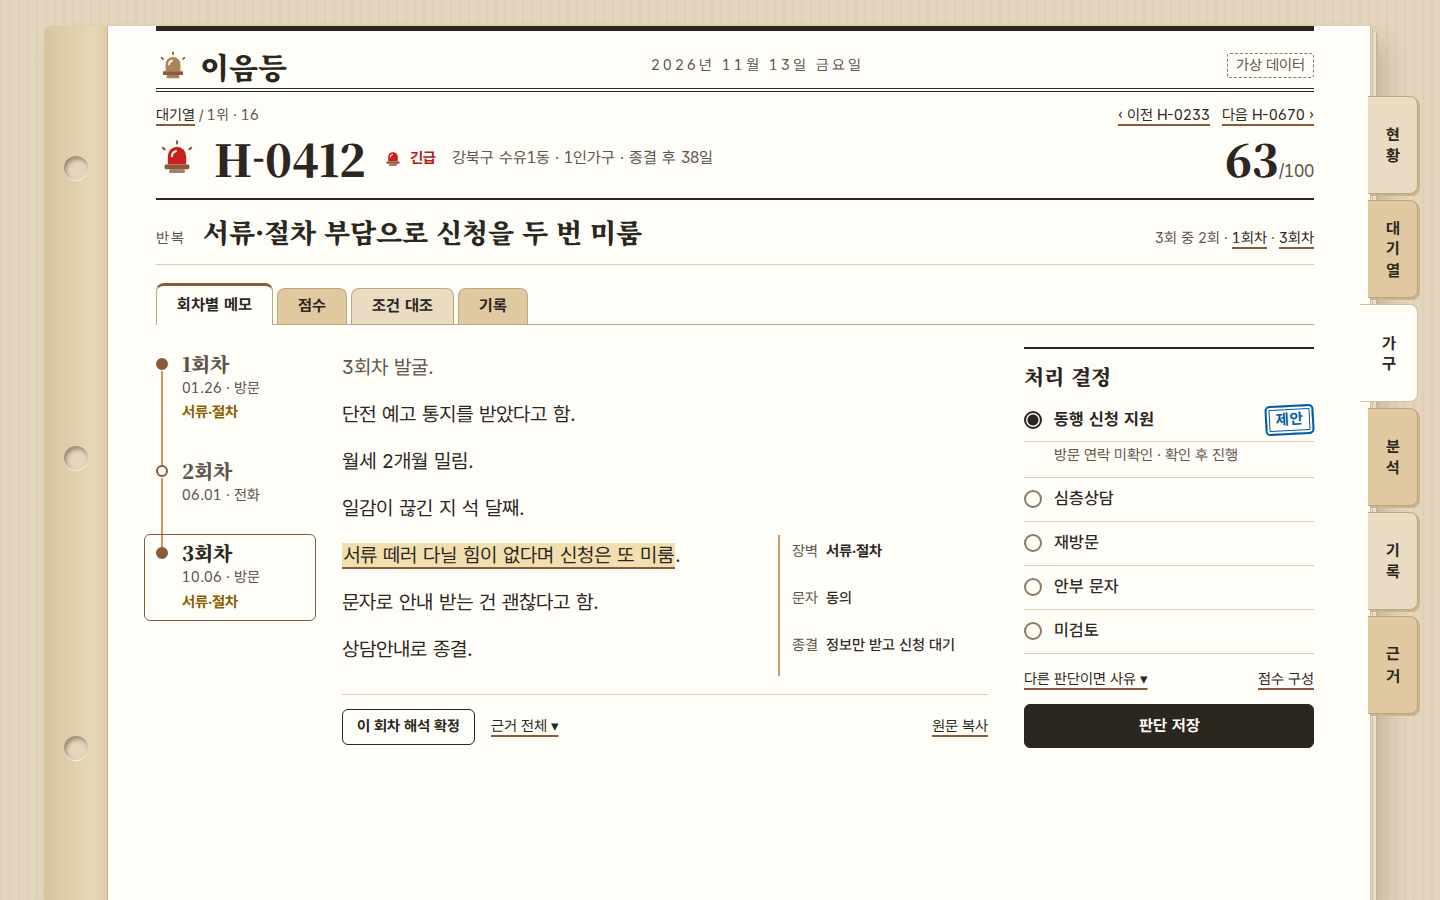 이음등
2026년 11월 13일 금요일
가상 데이터
대기열 / 1위 · 16
‹ 이전 H-0233 다음 H-0670 ›
H-0412 긴급 강북구 수유1동 · 1인가구 · 종결 후 38일
63/100
반복 서류·절차 부담으로 신청을 두 번 미룸
3회 중 2회 · 1회차 · 3회차
회차별 메모 점수 조건 대조 기록
1회차
01.26 · 방문
서류·절차
2회차
06.01 · 전화
3회차
10.06 · 방문
서류·절차
3회차 발굴.
단전 예고 통지를 받았다고 함.
월세 2개월 밀림.
일감이 끊긴 지 석 달째.
서류 떼러 다닐 힘이 없다며 신청은 또 미룸.
문자로 안내 받는 건 괜찮다고 함.
상담안내로 종결.
장벽 서류·절차
문자 동의
종결 정보만 받고 신청 대기
이 회차 해석 확정 근거 전체 ▾ 원문 복사
처리 결정
동행 신청 지원 제안
방문 연락 미확인 · 확인 후 진행
심층상담
재방문
안부 문자
미검토
다른 판단이면 사유 ▾ 점수 구성
판단 저장
현황
대기열
가구
분석
기록
근거